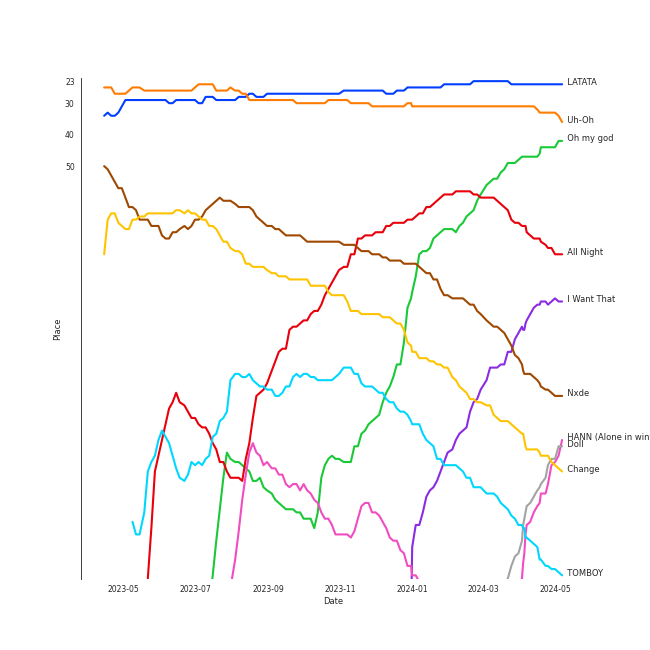 23
30
40
50
Place
LATATA
Uh-Oh
Oh my god
All Night
I Want That
Nxde
HANN (Alone in win
Doll
Change
TOMBOY
2023-05 2023-07 2023-09 2023-11 2024-01 2024-03 2024-05
Date